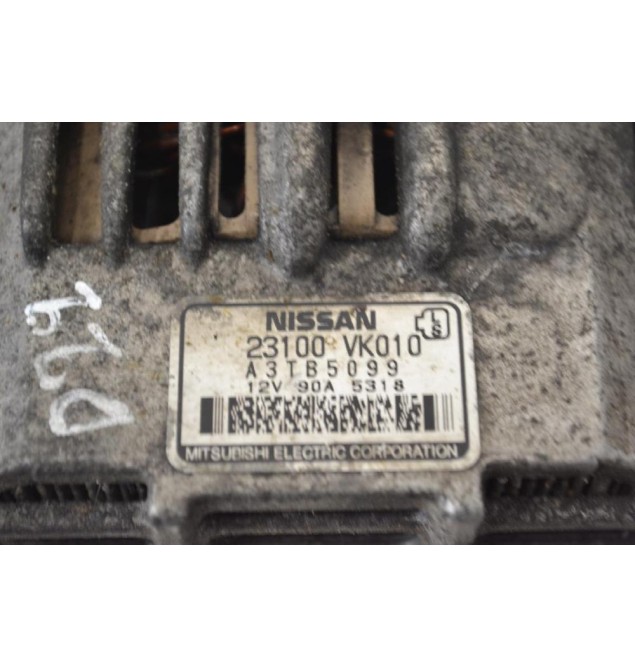 NISSAN
23100 VK010
A3TB5099
12V 90A 5318
MITSUBISHI ELECTRIC CORPORATION